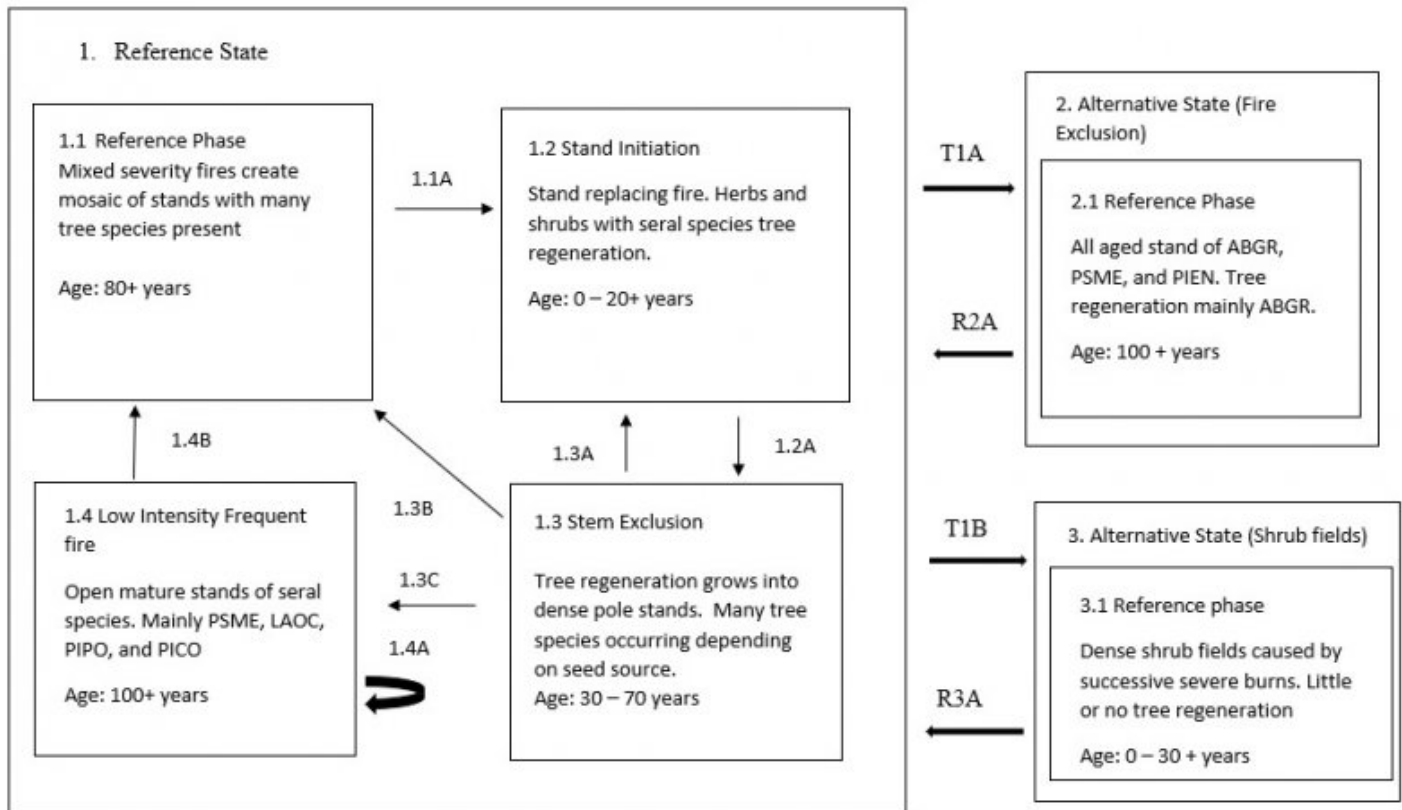 1. Reference State
1.1 Reference Phase
Mixed severity fires create
mosaic of stands with many
tree species present
Age: 80+ years
1.1A
1.2 Stand Initiation
Stand replacing fire. Herbs and
shrubs with seral species tree
regeneration.
Age: 0 – 20+ years
1.4B
1.3A
1.2A
1.3B
1.4 Low Intensity Frequent
fire
Open mature stands of seral
species. Mainly PSME, LAOC,
PIPO, and PICO
Age: 100+ years
1.3C
1.4A
1.3 Stem Exclusion
Tree regeneration grows into
dense pole stands. Many tree
species occurring depending
on seed source.
Age: 30 – 70 years
T1A
R2A
2. Alternative State (Fire
Exclusion)
2.1 Reference Phase
All aged stand of ABGR,
PSME, and PIEN. Tree
regeneration mainly ABGR.
Age: 100 + years
T1B
R3A
3. Alternative State (Shrub fields)
3.1 Reference phase
Dense shrub fields caused by
successive severe burns. Little
or no tree regeneration
Age: 0 – 30 + years